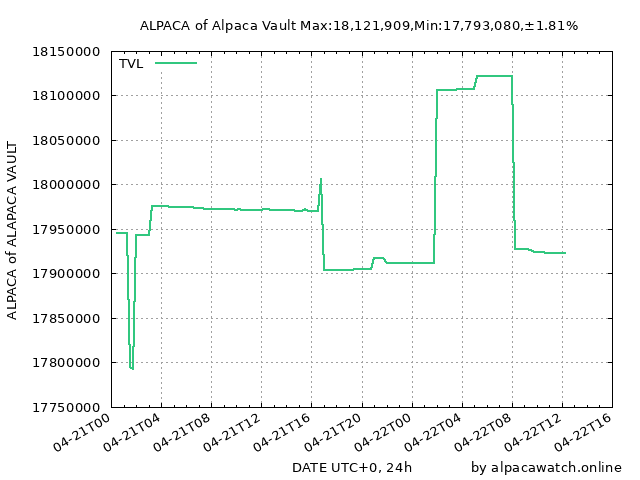 ALPACA of Alpaca Vault Max:18,121,909,Min:17,793,080,±1.81%
TVL
ALPACA of ALAPACA VAULT
18150000
18100000
18050000
18000000
17950000
17900000
17850000
17800000
17750000
04-21T00
04-21T04
04-21T08
04-21T12
04-21T16
04-21T20
04-22T00
04-22T04
04-22T08
04-22T12
04-22T16
DATE UTC+0, 24h
by alpacawatch.online